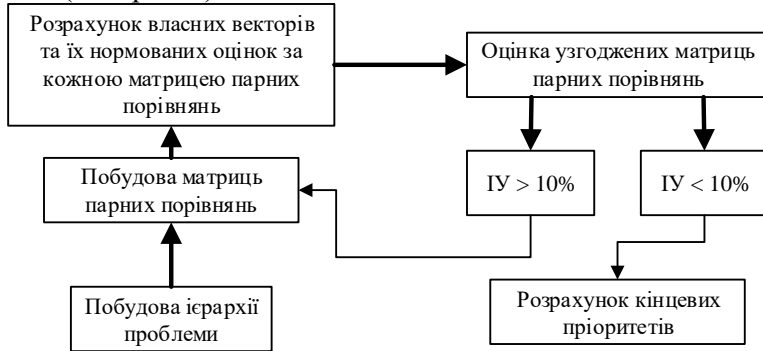 Розрахунок власних векторів
та їх нормованих оцінок за
кожною матрицею парних
порівнянь
Оцінка узгоджених матриць
парних порівнянь
Побудова матриць
парних порівнянь
ІУ > 10%
ІУ < 10%
Побудова ієрархії
проблеми
Розрахунок кінцевих
пріоритетів